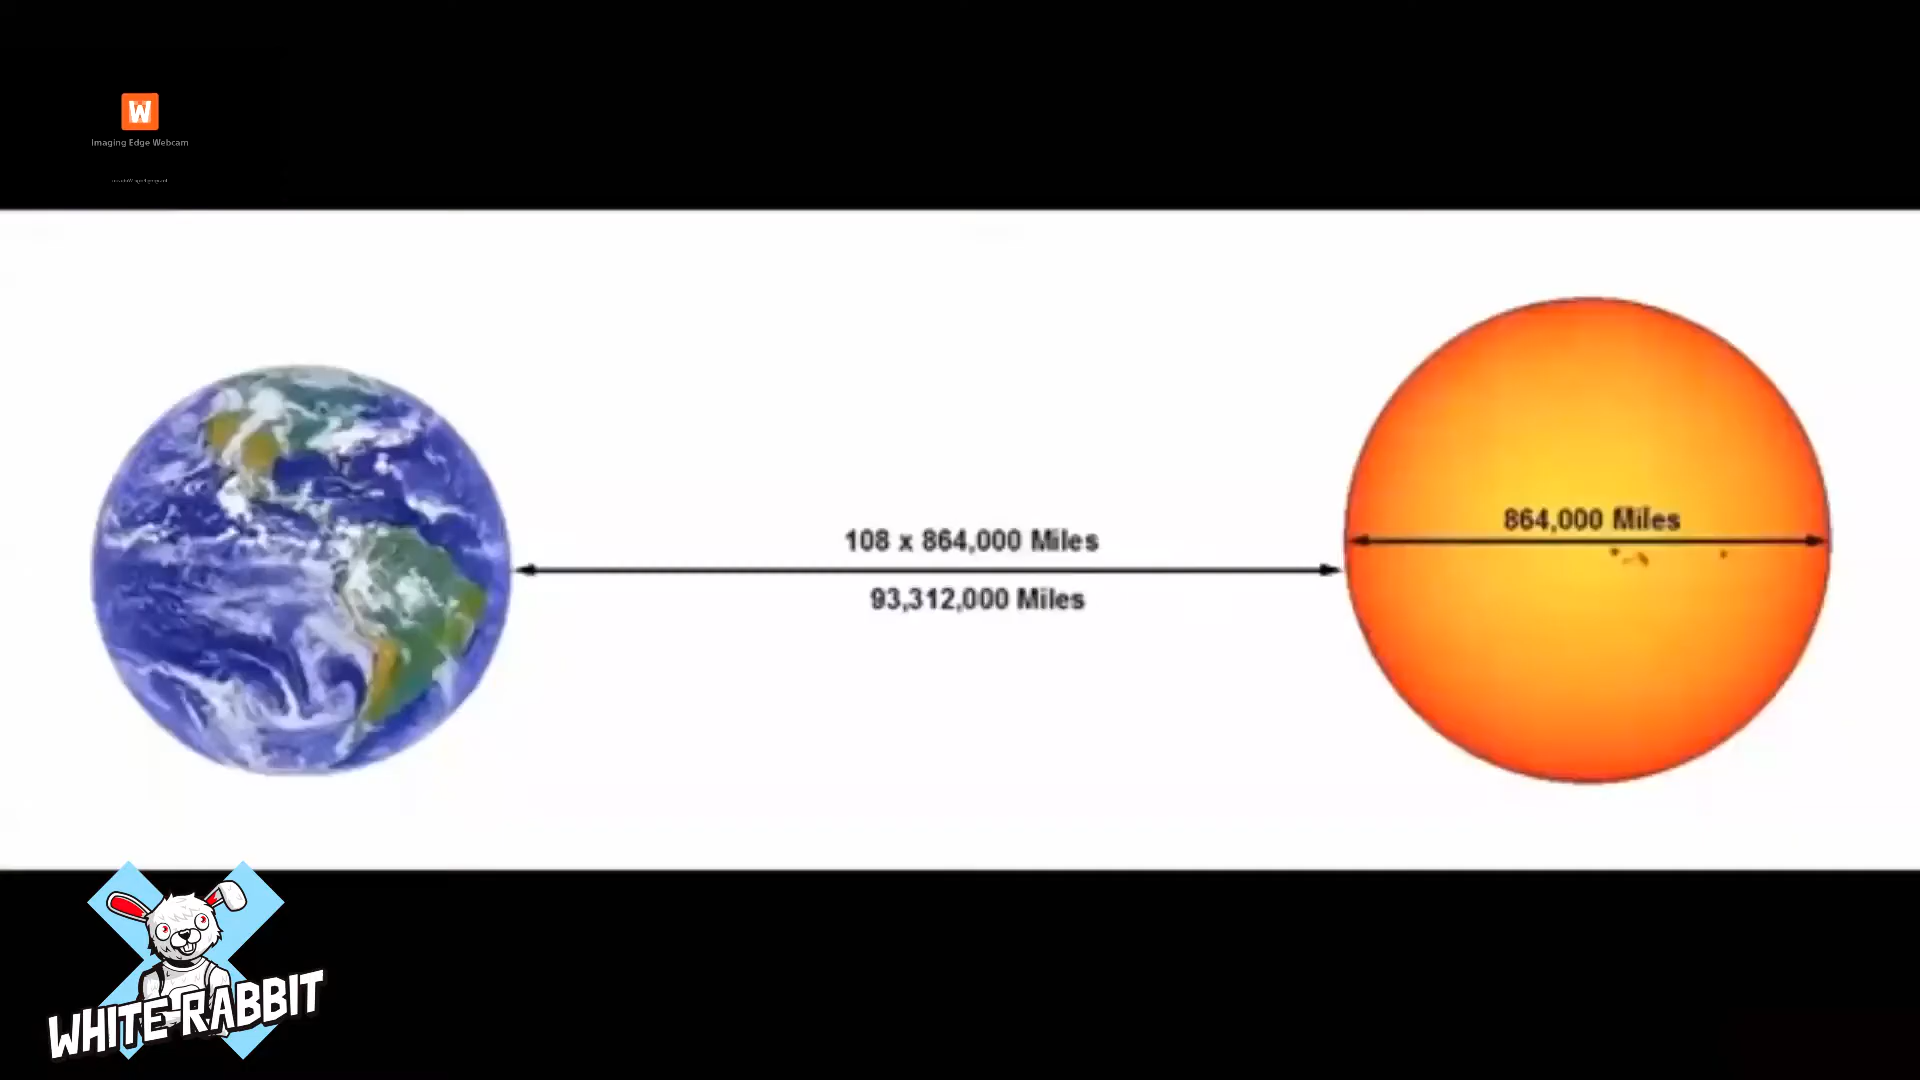 W
Imaging Edge Webcam
864,000 Miles
108 x 864,000 Miles
93,312,000 Miles
WHITE RABBIT